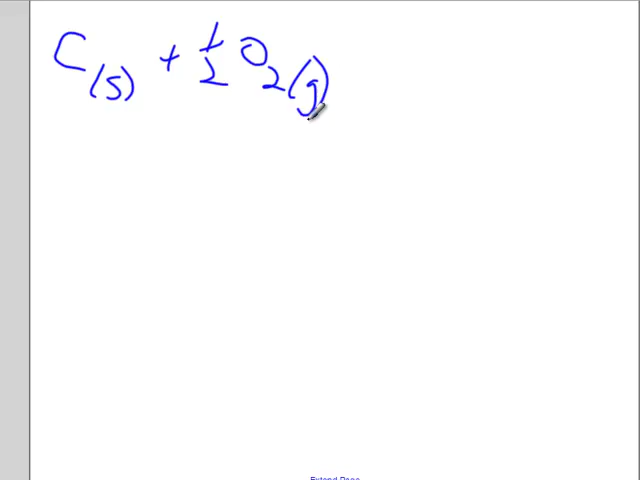 C(s) + 1/2 O2(g)
Extend Page